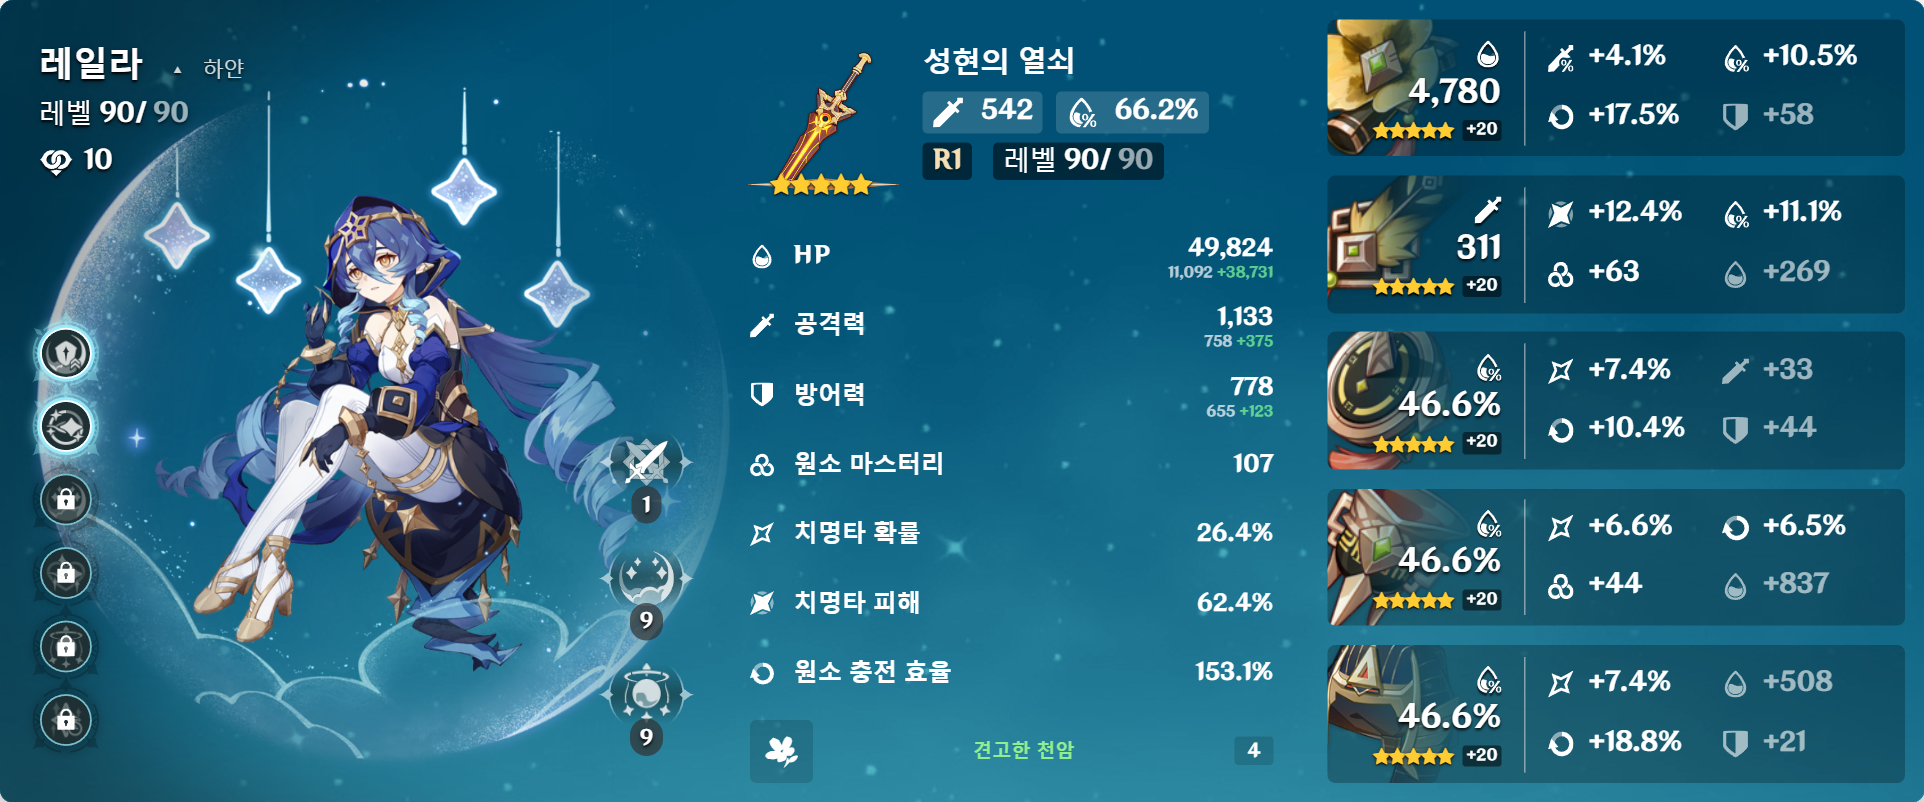 레일라 ▲ 하얀
레벨 90/ 90
10
1
9
9
성현의 열쇠
542 66.2%
R1 레벨 90/ 90
HP 49,824
11,092 +38,731
공격력 1,133
758 +375
방어력 778
655 +123
원소 마스터리 107
치명타 확률 26.4%
치명타 피해 62.4%
원소 충전 효율 153.1%
견고한 천암 4
4,780
+20
+4.1% +10.5%
+17.5% +58
311
+20
+12.4% +11.1%
+63 +269
46.6%
+20
+7.4% +33
+10.4% +44
46.6%
+20
+6.6% +6.5%
+44 +837
46.6%
+20
+7.4% +508
+18.8% +21